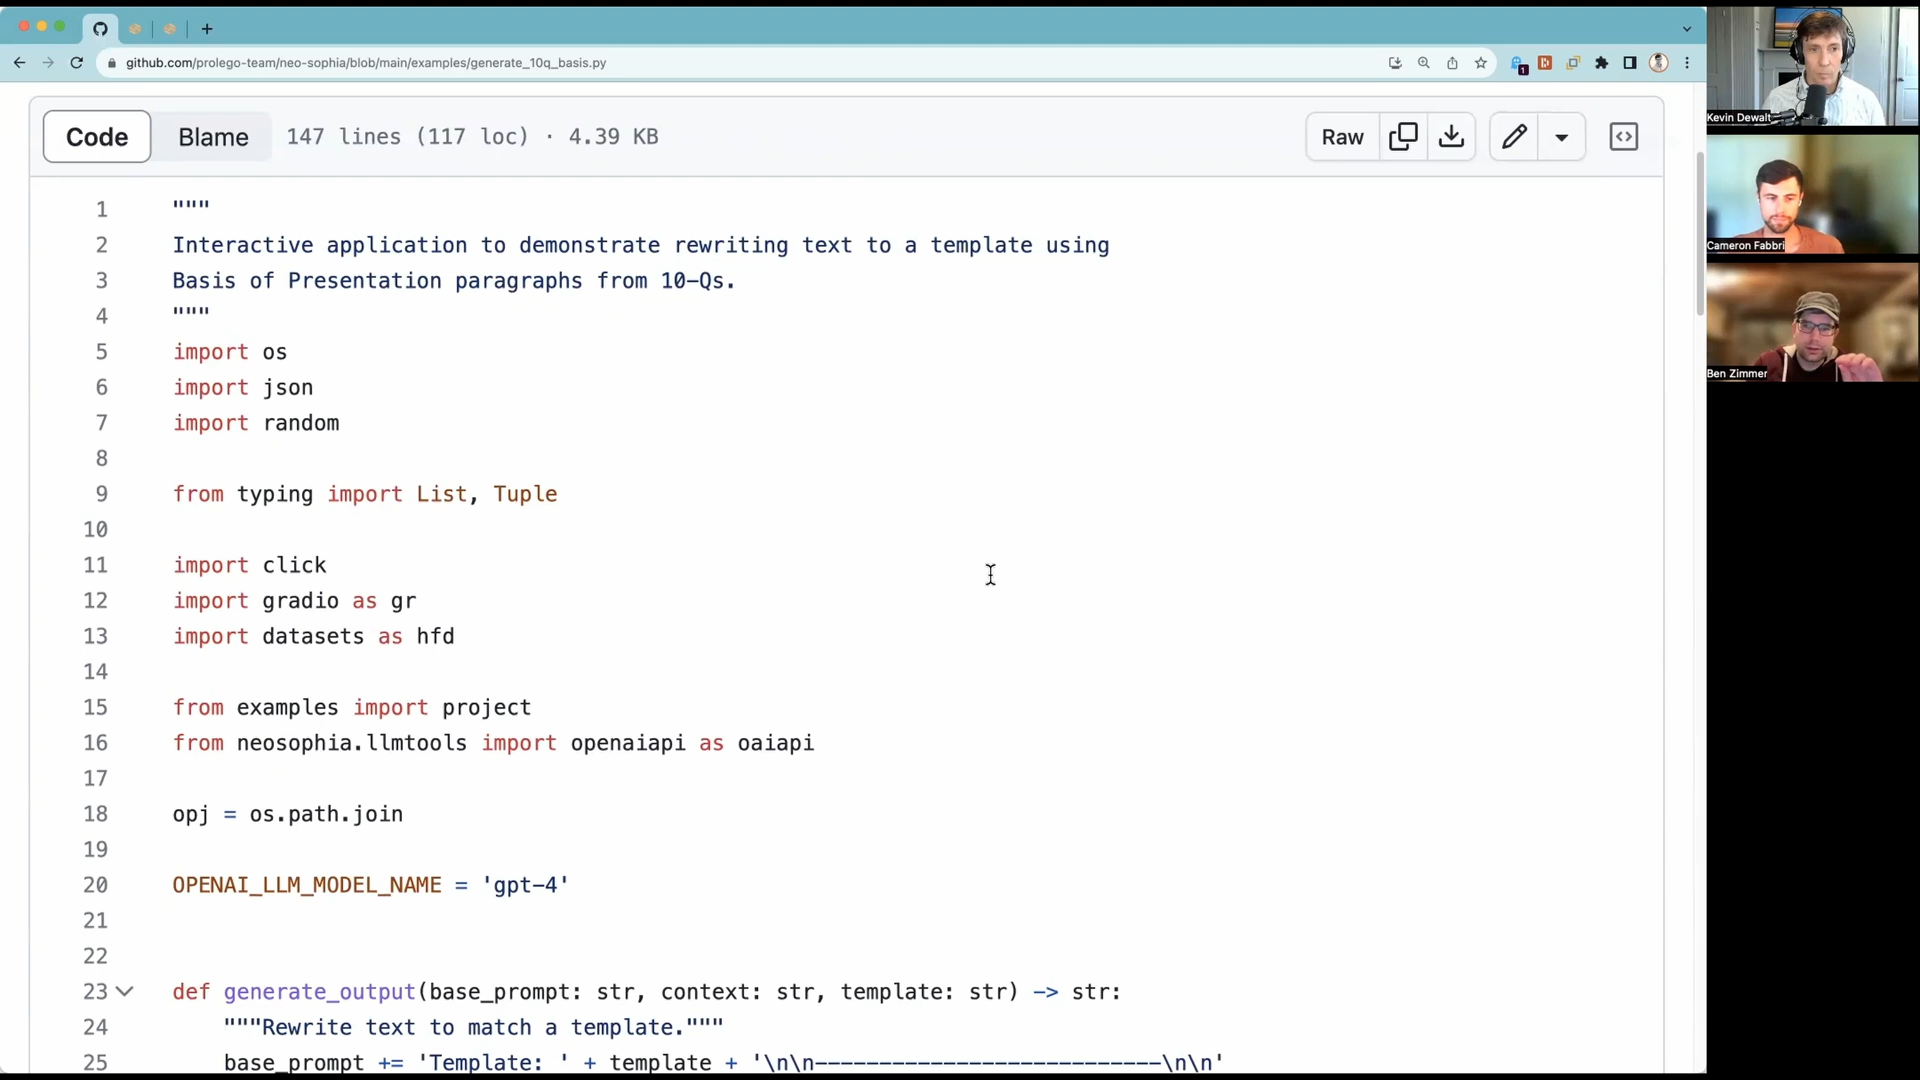 github.com/prolego-team/neo-sophia/blob/main/examples/generate_10q_basis.py
1
Code
Blame
147 lines (117 loc) · 4.39 KB
Raw
1 """
2 Interactive application to demonstrate rewriting text to a template using
3 Basis of Presentation paragraphs from 10-Qs.
4 """
5 import os
6 import json
7 import random
8
9 from typing import List, Tuple
10
11 import click
12 import gradio as gr
13 import datasets as hfd
14
15 from examples import project
16 from neosophia.llmtools import openaiapi as oaiapi
17
18 opj = os.path.join
19
20 OPENAI_LLM_MODEL_NAME = 'gpt-4'
21
22
23 def generate_output(base_prompt: str, context: str, template: str) -> str:
24 """Rewrite text to match a template."""
25 base_prompt += 'Template: ' + template + '\n\n---------------------------\n\n'
Kevin Dewalt
Cameron Fabbri
Ben Zimmer